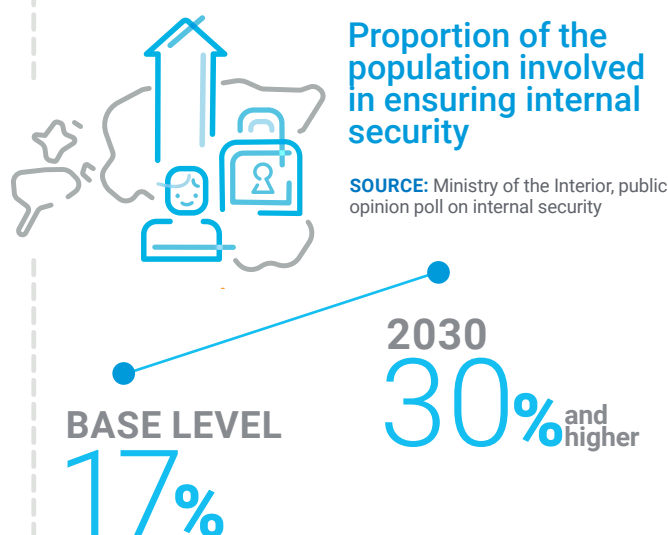 Proportion of the
population involved
in ensuring internal
security
SOURCE: Ministry of the Interior, public
opinion poll on internal security
2030
30% and
higher
BASE LEVEL
17%